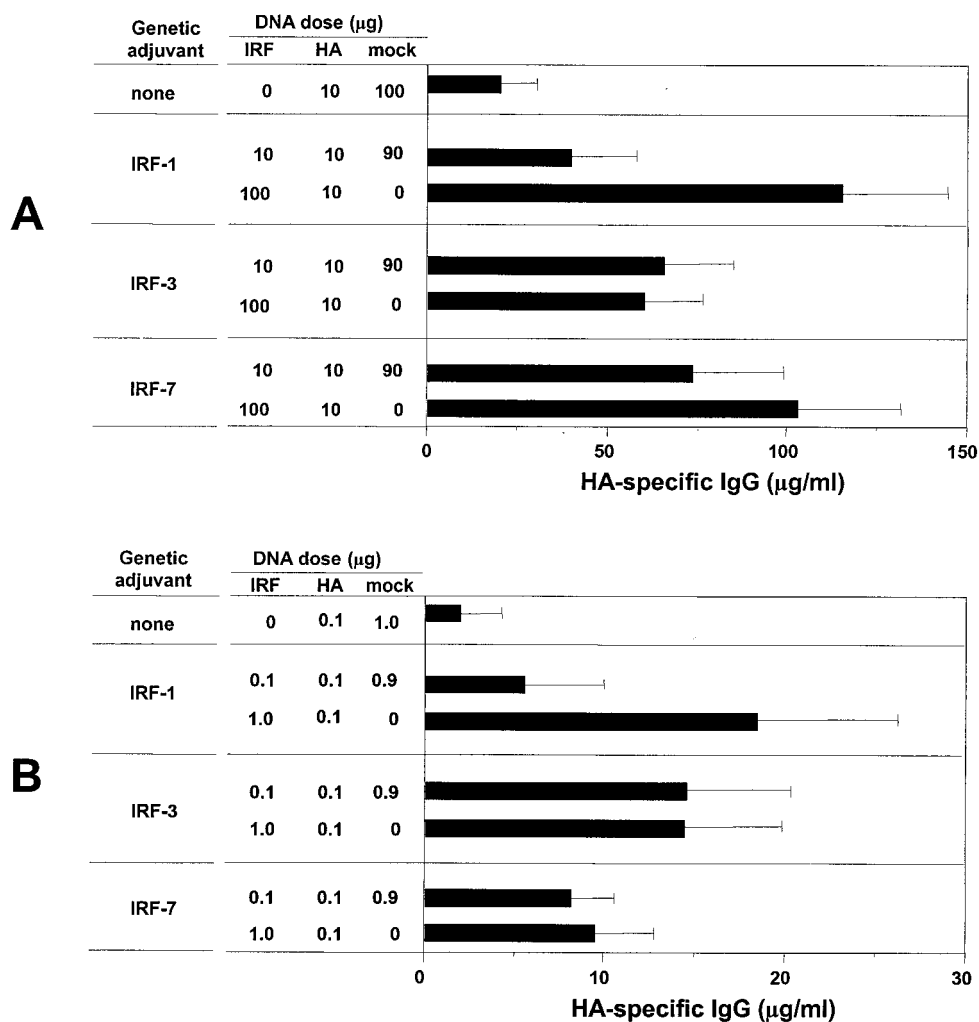 A
Genetic adjuvant DNA dose (μg)
IRF HA mock
none 0 10 100
IRF-1 10 10 90
100 10 0
IRF-3 10 10 90
100 10 0
IRF-7 10 10 90
100 10 0
0 50 100 150
HA-specific IgG (μg/ml)
B
Genetic adjuvant DNA dose (μg)
IRF HA mock
none 0 0.1 1.0
IRF-1 0.1 0.1 0.9
1.0 0.1 0
IRF-3 0.1 0.1 0.9
1.0 0.1 0
IRF-7 0.1 0.1 0.9
1.0 0.1 0
0 10 20 30
HA-specific IgG (μg/ml)